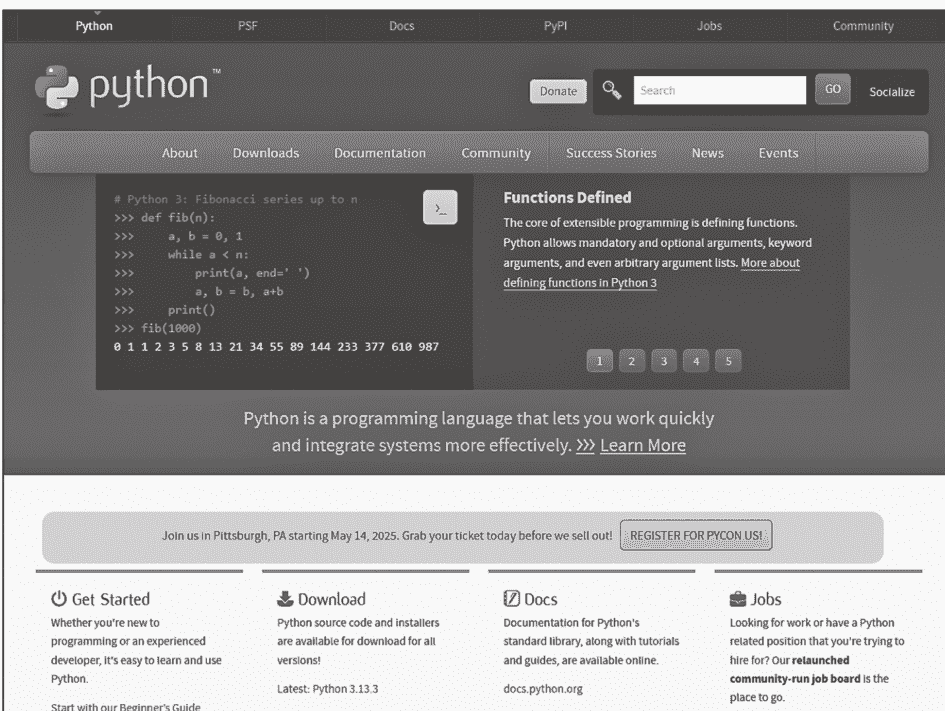 Python PSF Docs PyPI Jobs Community
python™
Donate Search GO Socialize
About Downloads Documentation Community Success Stories News Events
# Python 3: Fibonacci series up to n
>>> def fib(n):
>>>     a, b = 0, 1
>>>     while a < n:
>>>         print(a, end=' ')
>>>         a, b = b, a+b
>>>     print()
>>> fib(1000)
0 1 1 2 3 5 8 13 21 34 55 89 144 233 377 610 987
>_
Functions Defined
The core of extensible programming is defining functions.
Python allows mandatory and optional arguments, keyword
arguments, and even arbitrary argument lists. More about
defining functions in Python 3
1 2 3 4 5
Python is a programming language that lets you work quickly
and integrate systems more effectively. >>> Learn More
Join us in Pittsburgh, PA starting May 14, 2025. Grab your ticket today before we sell out! REGISTER FOR PYCON US!
Get Started
Whether you're new to
programming or an experienced
developer, it's easy to learn and use
Python.
Start with our Beginner's Guide
Download
Python source code and installers
are available for download for all
versions!
Latest: Python 3.13.3
Docs
Documentation for Python's
standard library, along with tutorials
and guides, are available online.
docs.python.org
Jobs
Looking for work or have a Python
related position that you're trying to
hire for? Our relaunched
community-run job board is the
place to go.